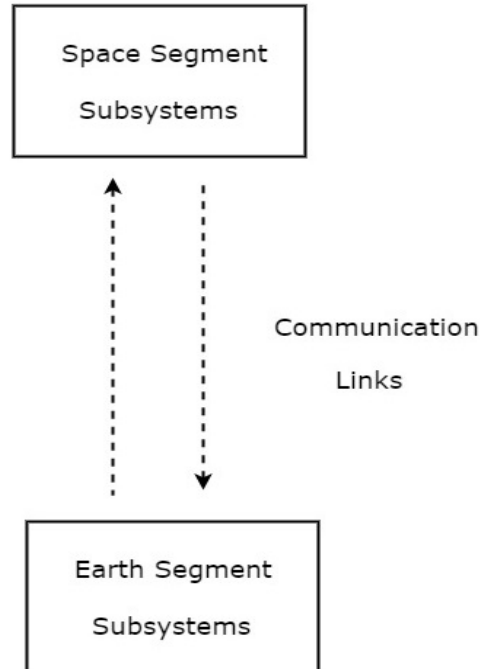 Space Segment
Subsystems
Communication
Links
Earth Segment
Subsystems